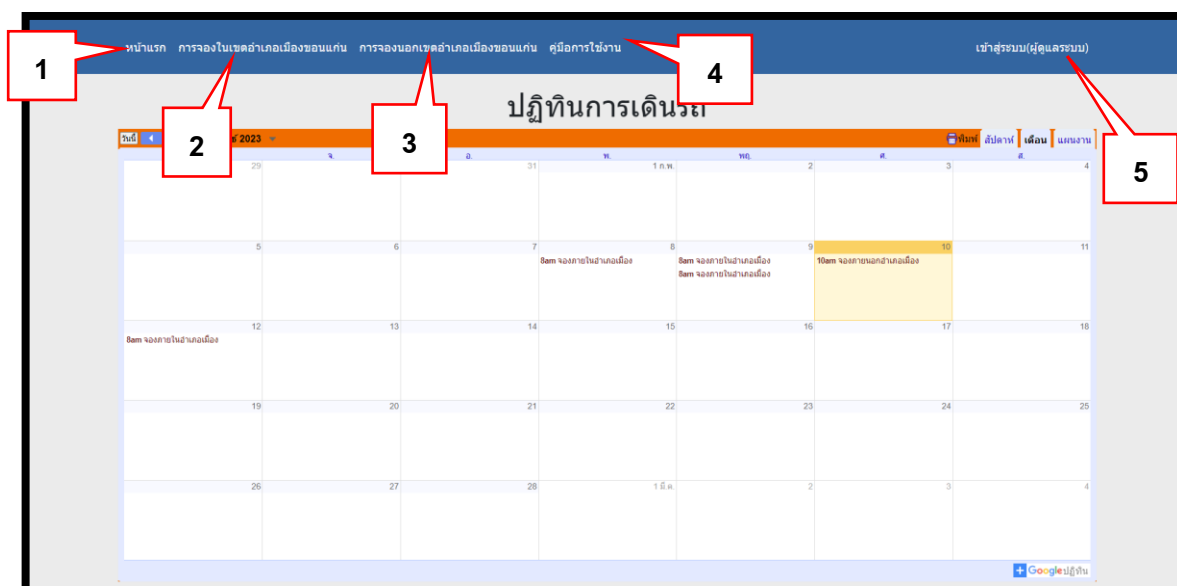 หน้าแรก การจองในเขตอำเภอเมืองขอนแก่น การจองนอกเขตอำเภอเมืองขอนแก่น คู่มือการใช้งาน เข้าสู่ระบบ(ผู้ดูแลระบบ)
1
4
ปฏิทินการเดินรถ
2
3
5
วันนี้ 2023 พิมพ์ สัปดาห์ เดือน แผนงาน
จ. อ. พ. พฤ. ศ. ส.
29 31 1 ก.พ. 2 3 4
5 6 7 8 9 10 11
8am จองภายในอำเภอเมือง 8am จองภายในอำเภอเมือง 10am จองภายนอกอำเภอเมือง
8am จองภายในอำเภอเมือง
12 13 14 15 16 17 18
8am จองภายในอำเภอเมือง
19 20 21 22 23 24 25
26 27 28 1 มี.ค. 2 3 4
Googleปฏิทิน